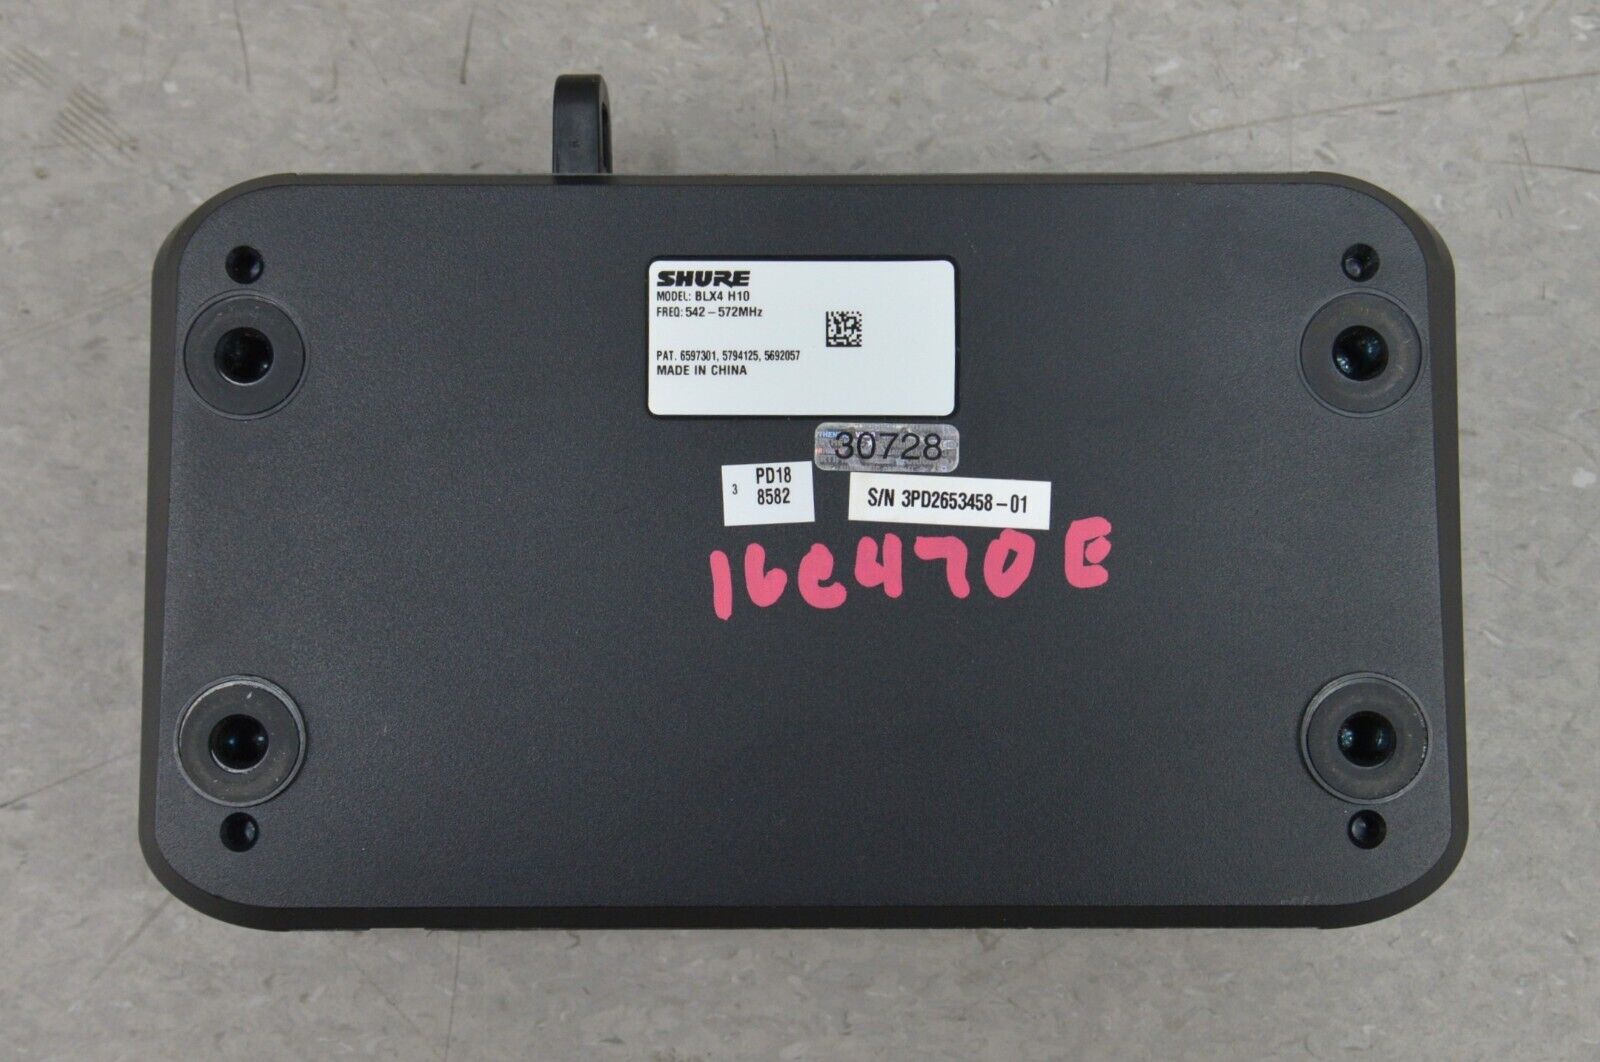 SHURE
MODEL: BLX4 H10
FREQ: 542 – 572MHz
PAT. 6597301, 5794125, 5692057
MADE IN CHINA
30728
3 PD18
8582
S/N 3PD2653458-01
16C470E